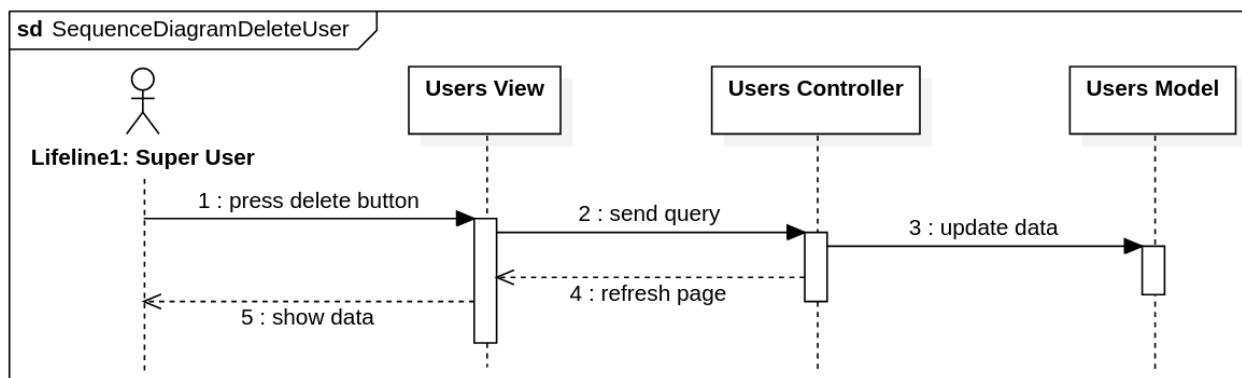 sd SequenceDiagramDeleteUser
Users View
Users Controller
Users Model
Lifeline1: Super User
1 : press delete button
2 : send query
3 : update data
4 : refresh page
5 : show data